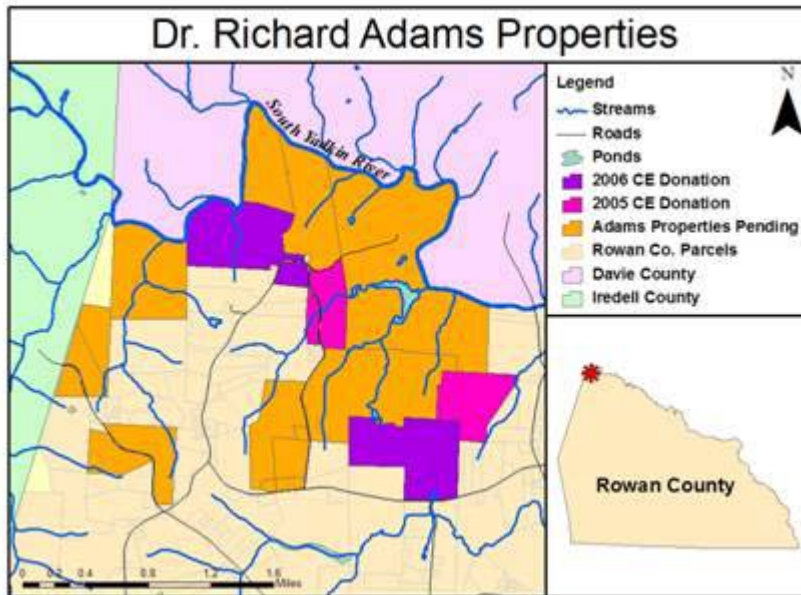 Dr. Richard Adams Properties
South Yadkin River
0 0.2 0.4 0.8 1.2 1.6
Miles
Legend
N
Streams
Roads
Ponds
2006 CE Donation
2005 CE Donation
Adams Properties Pending
Rowan Co. Parcels
Davie County
Iredell County
Rowan County